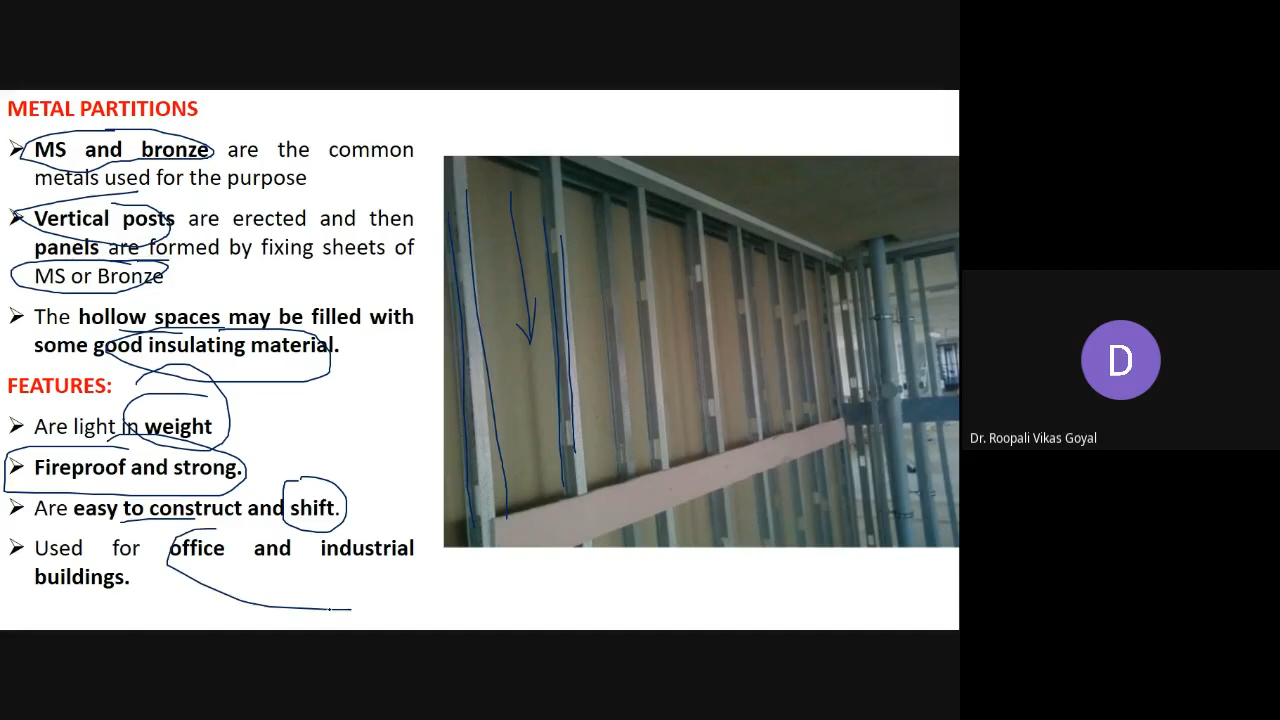 METAL PARTITIONS
➢ MS and bronze are the common
metals used for the purpose
➢ Vertical posts are erected and then
panels are formed by fixing sheets of
MS or Bronze
➢ The hollow spaces may be filled with
some good insulating material.
FEATURES:
➢ Are light in weight
➢ Fireproof and strong.
➢ Are easy to construct and shift.
➢ Used for office and industrial
buildings.
D
Dr. Roopali Vikas Goyal